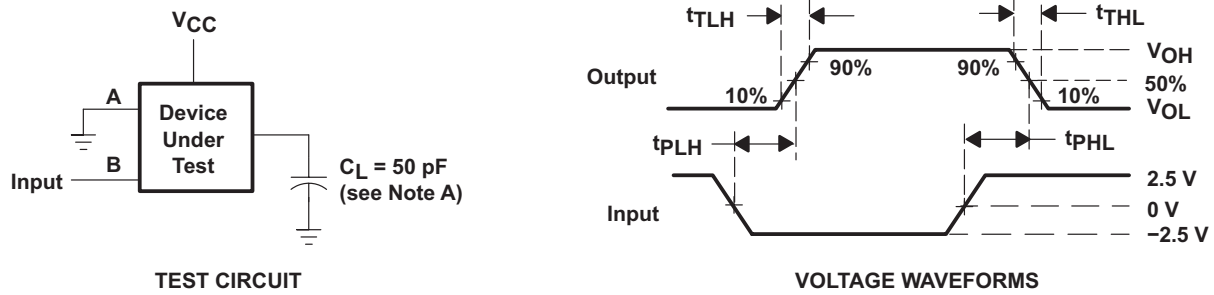 VCC
A
B
Input
Device
Under
Test
CL = 50 pF
(see Note A)
TEST CIRCUIT
tTLH
tTHL
Output
10%
90%
90%
10%
VOH
50%
VOL
tPLH
tPHL
Input
2.5 V
0 V
−2.5 V
VOLTAGE WAVEFORMS